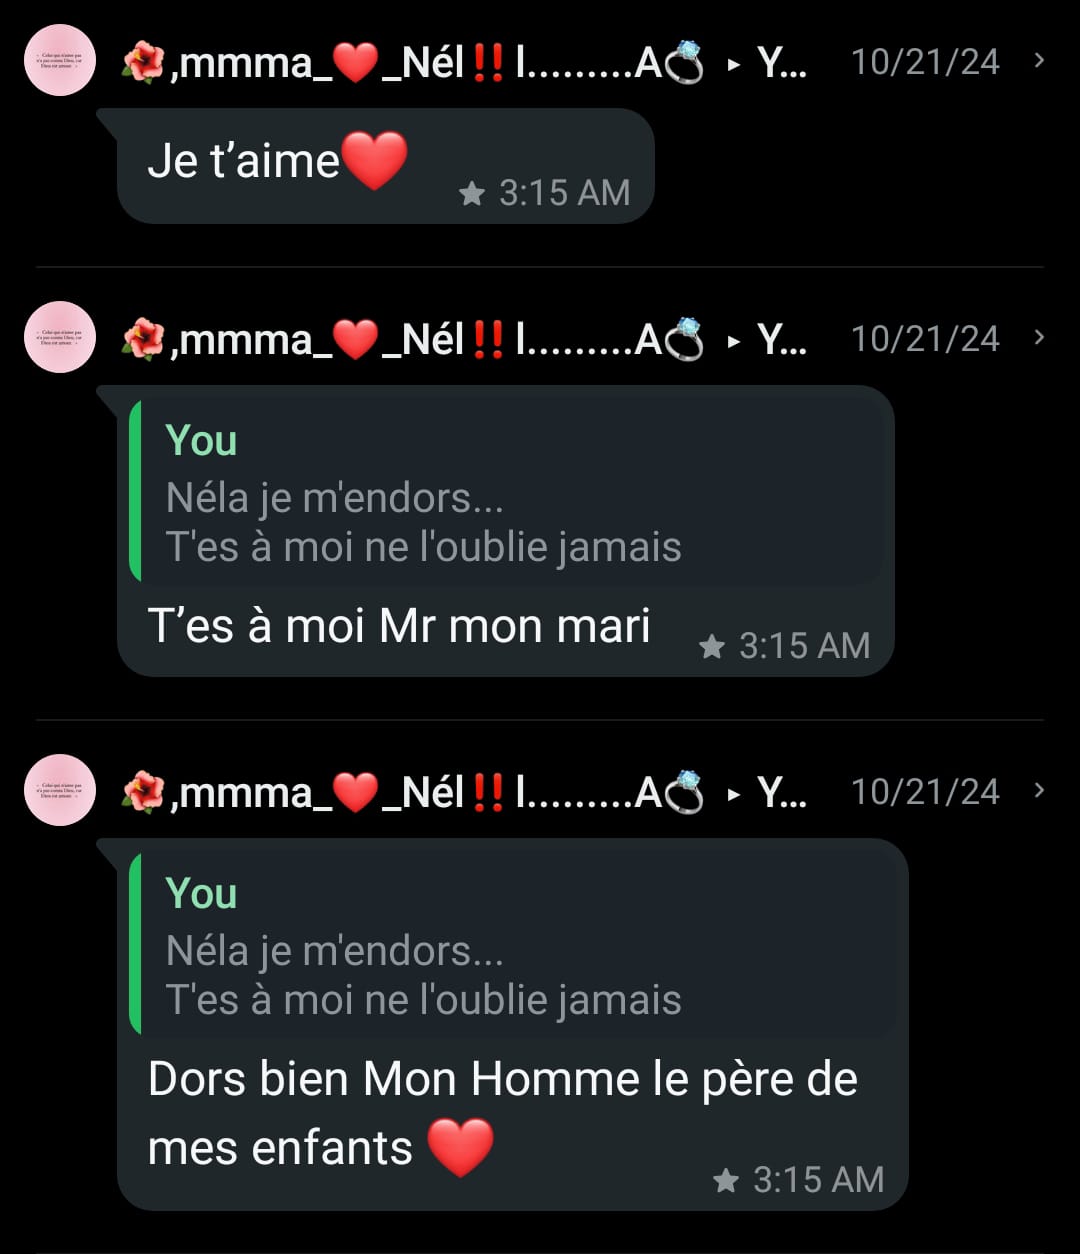 🌺,mmma_❤️_Nél‼️l.........A💍 ▸ Y... 10/21/24
Je t’aime❤️
★ 3:15 AM
🌺,mmma_❤️_Nél‼️l.........A💍 ▸ Y... 10/21/24
You
Néla je m'endors...
T'es à moi ne l'oublie jamais
T’es à moi Mr mon mari
★ 3:15 AM
🌺,mmma_❤️_Nél‼️l.........A💍 ▸ Y... 10/21/24
You
Néla je m'endors...
T'es à moi ne l'oublie jamais
Dors bien Mon Homme le père de
mes enfants ❤️
★ 3:15 AM